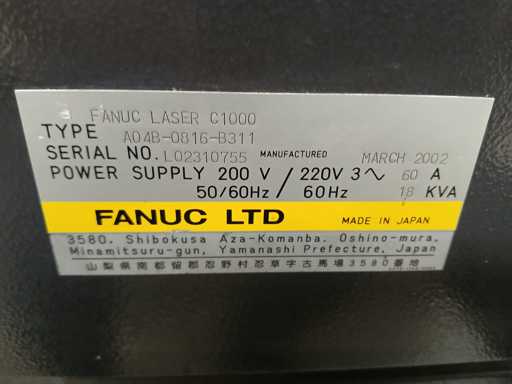 FANUC LASER C1000
TYPE A04B-0816-B311
SERIAL NO. L02310755 MANUFACTURED MARCH 2002
POWER SUPPLY 200 V / 220V 3~ 60 A
50/60Hz / 60Hz 18 KVA
FANUC LTD MADE IN JAPAN
3580. Shibokusa Aza-Komanba. Oshino-mura,
Minamitsuru-gun, Yamanashi Prefecture, Japan
山梨県南都留郡忍野村忍草字古馬場3580番地